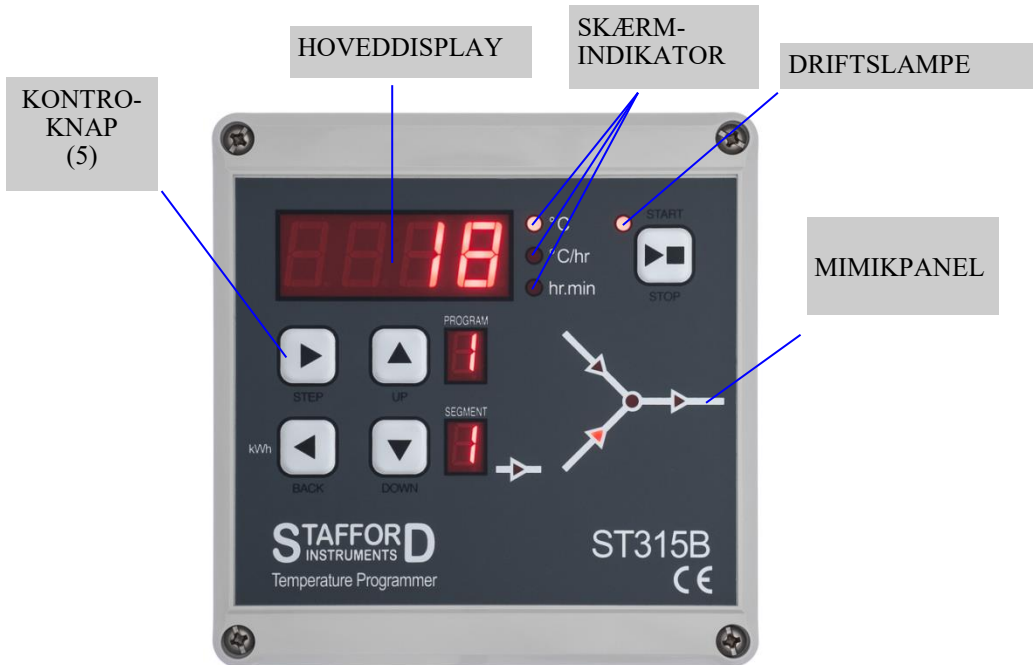 SKÆRM-
INDIKATOR
HOVEDDISPLAY
DRIFTSLAMPE
KONTRO-
KNAP
(5)
18
°C
°C/hr
hr.min
START
STOP
MIMIKPANEL
PROGRAM
1
STEP
UP
SEGMENT
1
kWh
BACK
DOWN
STAFFORD
INSTRUMENTS
Temperature Programmer
ST315B
CE